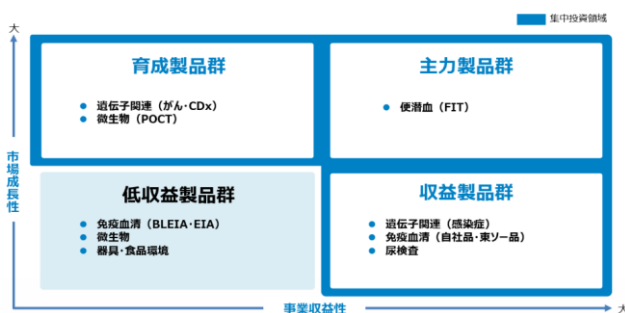 集中投資領域
大
育成製品群
● 遺伝子関連（がん・CDx）
● 微生物（POCT）
主力製品群
● 便潜血（FIT）
市場成長性
低収益製品群
● 免疫血清（BLEIA・EIA）
● 微生物
● 器具・食品環境
収益製品群
● 遺伝子関連（感染症）
● 免疫血清（自社品・東ソー品）
● 尿検査
事業収益性
大